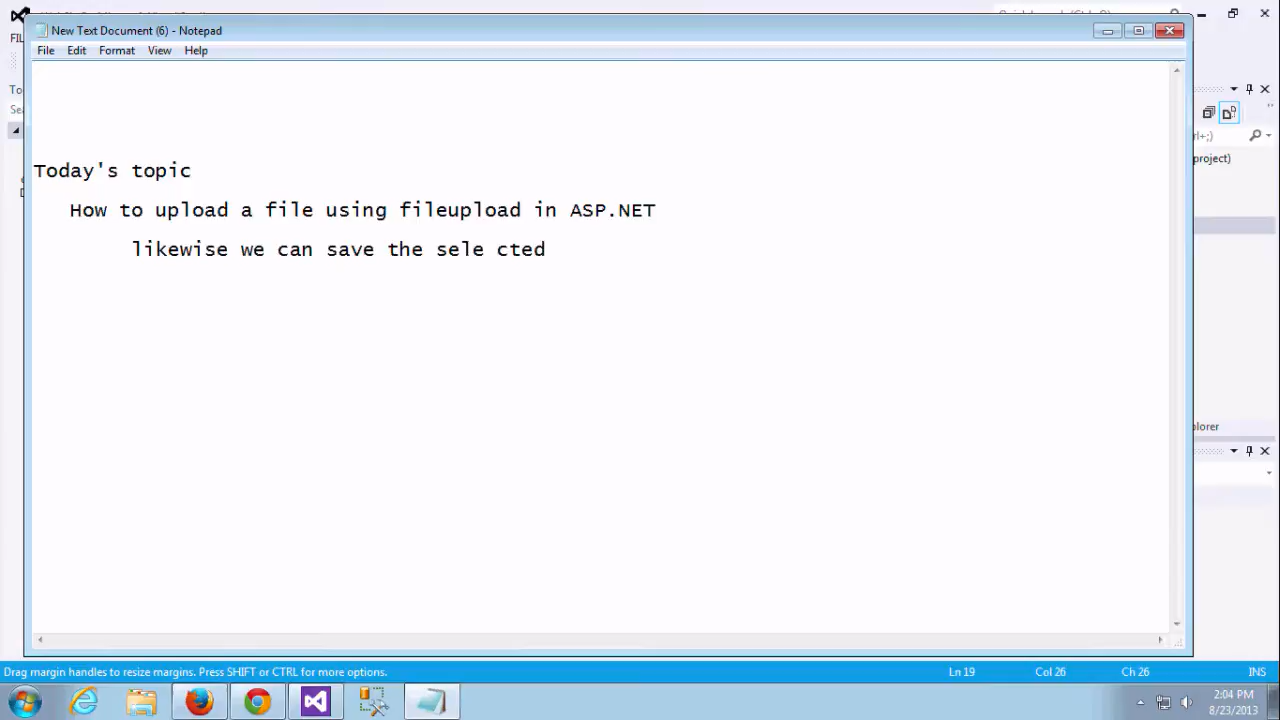 New Text Document (6) - Notepad
File Edit Format View Help
Today's topic
How to upload a file using fileupload in ASP.NET
likewise we can save the sele cted
project)
plorer
Drag margin handles to resize margins. Press SHIFT or CTRL for more options.
Ln 19 Col 26 Ch 26 INS
2:04 PM
8/23/2013